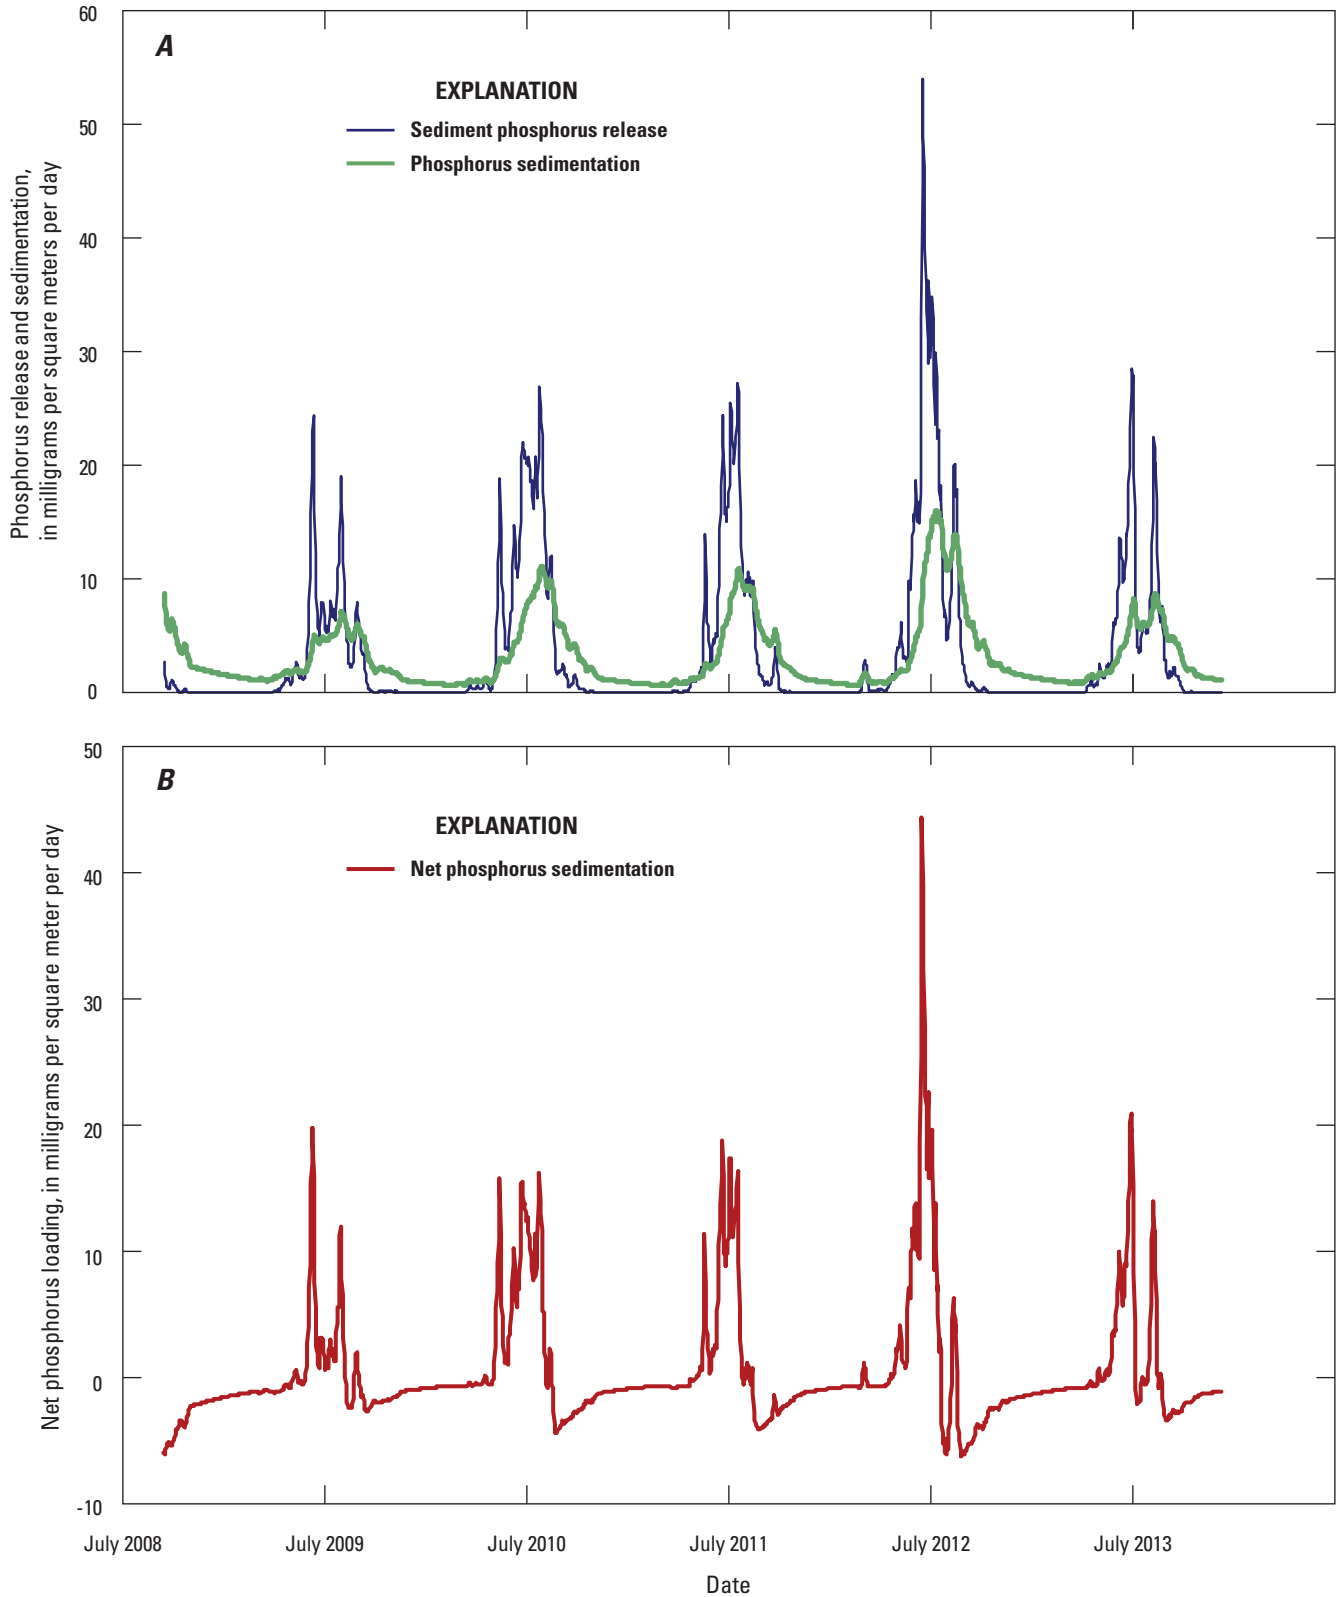 A
EXPLANATION
Sediment phosphorus release
Phosphorus sedimentation
Phosphorus release and sedimentation,
in milligrams per square meters per day
60
50
40
30
20
10
0
B
EXPLANATION
Net phosphorus sedimentation
Net phosphorus loading, in milligrams per square meter per day
50
40
30
20
10
0
-10
July 2008
July 2009
July 2010
July 2011
July 2012
July 2013
Date